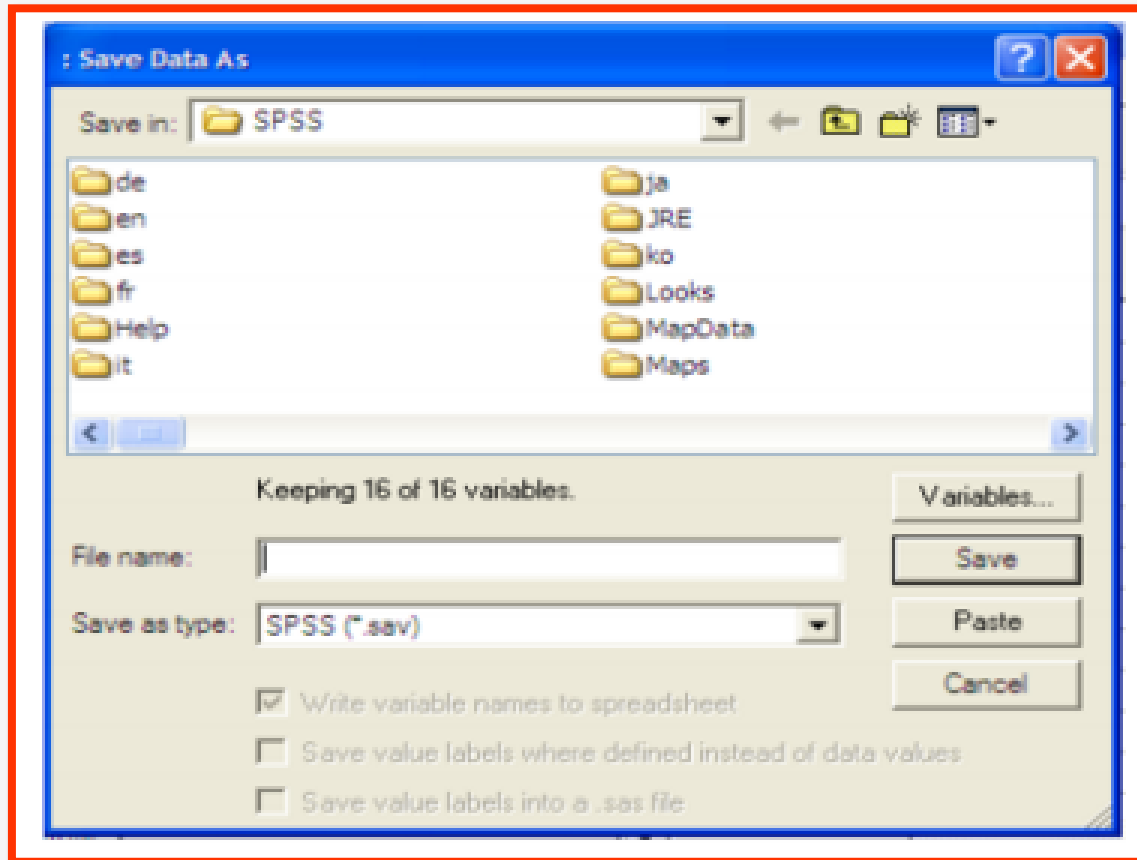 : Save Data As
Save in: SPSS
de
en
es
fr
Help
it
ja
JRE
ko
Looks
MapData
Maps
Keeping 16 of 16 variables.
Variables...
File name:
Save
Save as type: SPSS (*.sav)
Paste
Cancel
Write variable names to spreadsheet
Save value labels where defined instead of data values
Save value labels into a .sas file